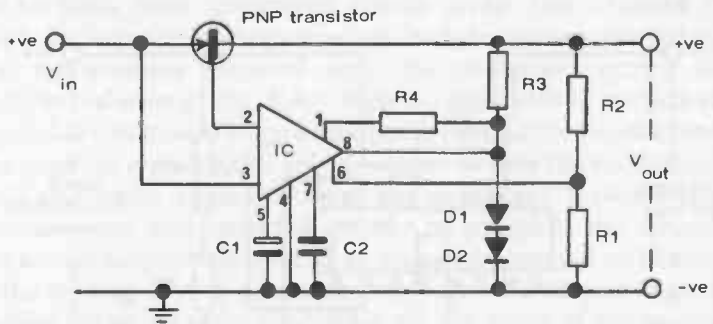 PNP transistor
+ve
+ve
V in
R4
R3
R2
2
1
IC
8
6
3
V out
5
4
7
D1
R1
C1
C2
D2
-ve